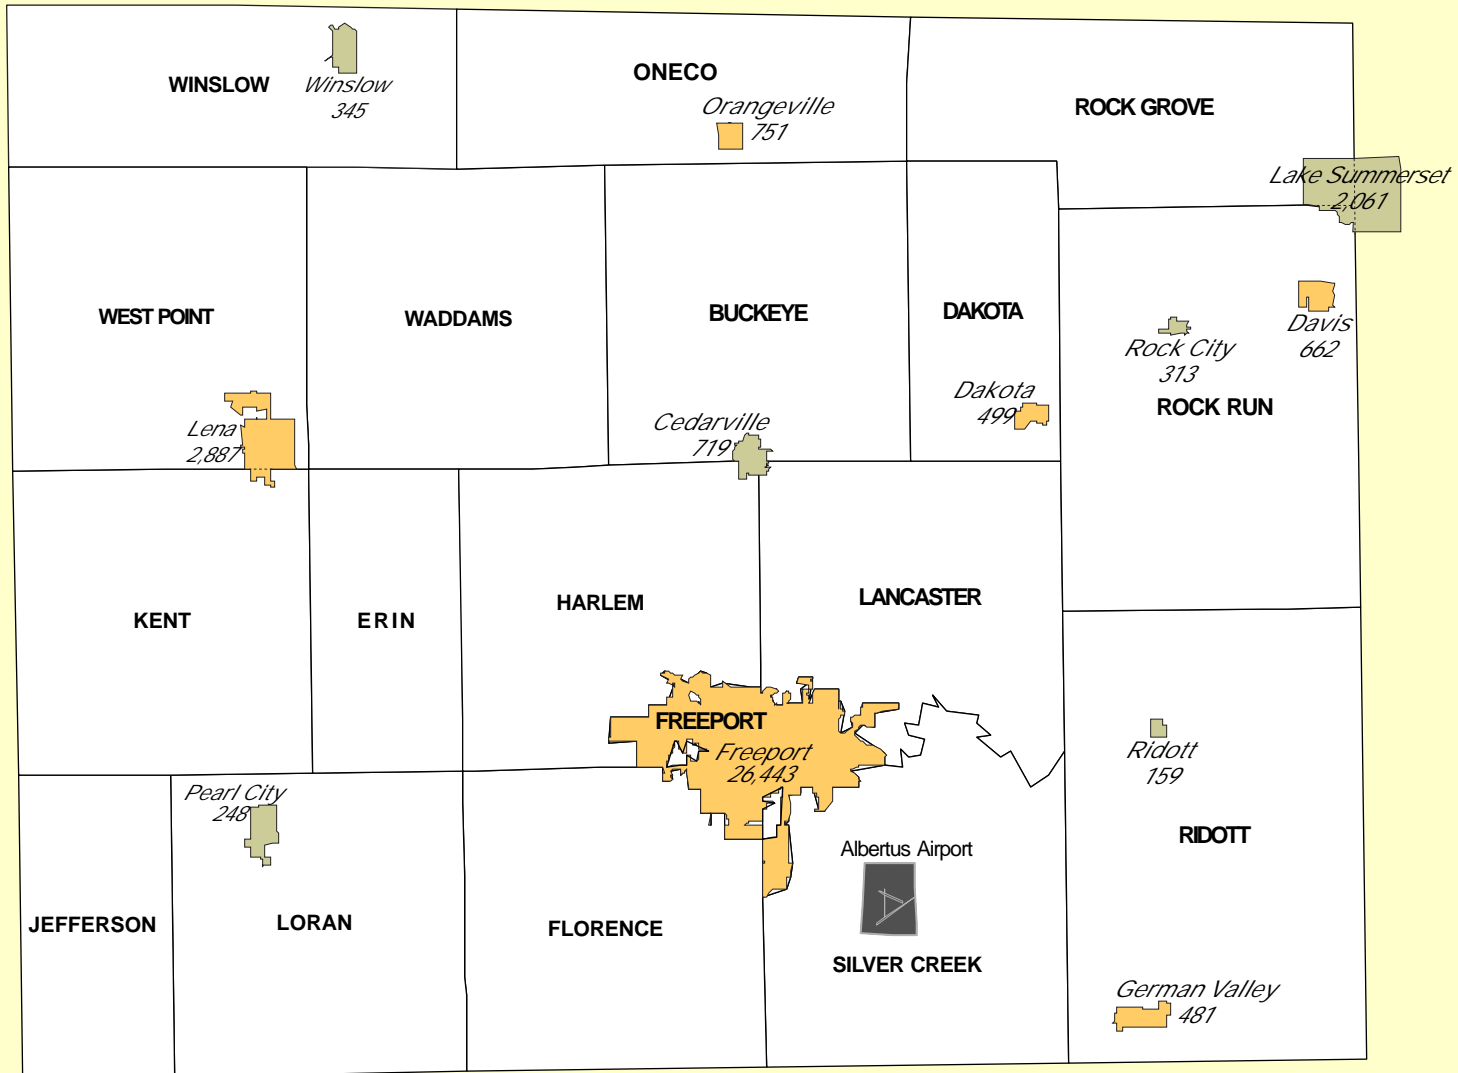 WINSLOW
Winslow
345
ONECO
Orangeville
751
ROCK GROVE
Lake Summerset
2,061
WEST POINT
WADDAMS
BUCKEYE
DAKOTA
Davis
662
Rock City
313
ROCK RUN
Lena
2,887
Cedarville
719
Dakota
499
KENT
ERIN
HARLEM
LANCASTER
FREEPORT
Freeport
26,443
Ridott
159
RIDOTT
Pearl City
248
Albertus Airport
JEFFERSON
LORAN
FLORENCE
SILVER CREEK
German Valley
481